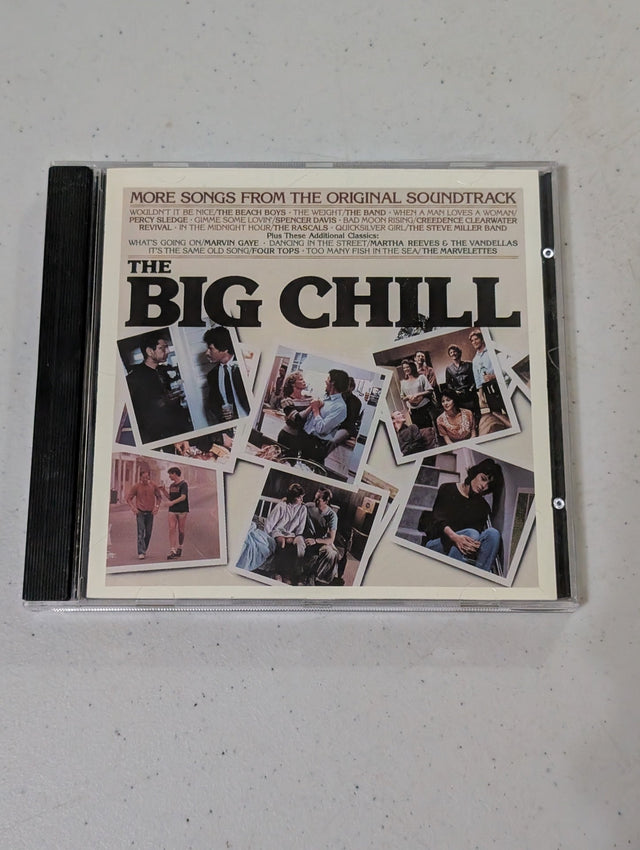 MORE SONGS FROM THE ORIGINAL SOUNDTRACK
WOULDN'T IT BE NICE/THE BEACH BOYS · THE WEIGHT/THE BAND · WHEN A MAN LOVES A WOMAN/
PERCY SLEDGE · GIMME SOME LOVIN'/SPENCER DAVIS · BAD MOON RISING/CREEDENCE CLEARWATER
REVIVAL · IN THE MIDNIGHT HOUR/THE RASCALS · QUICKSILVER GIRL/THE STEVE MILLER BAND
Plus These Additional Classics:
WHAT'S GOING ON/MARVIN GAYE · DANCING IN THE STREET/MARTHA REEVES & THE VANDELLAS
IT'S THE SAME OLD SONG/FOUR TOPS · TOO MANY FISH IN THE SEA/THE MARVELETTES
THE
BIG CHILL